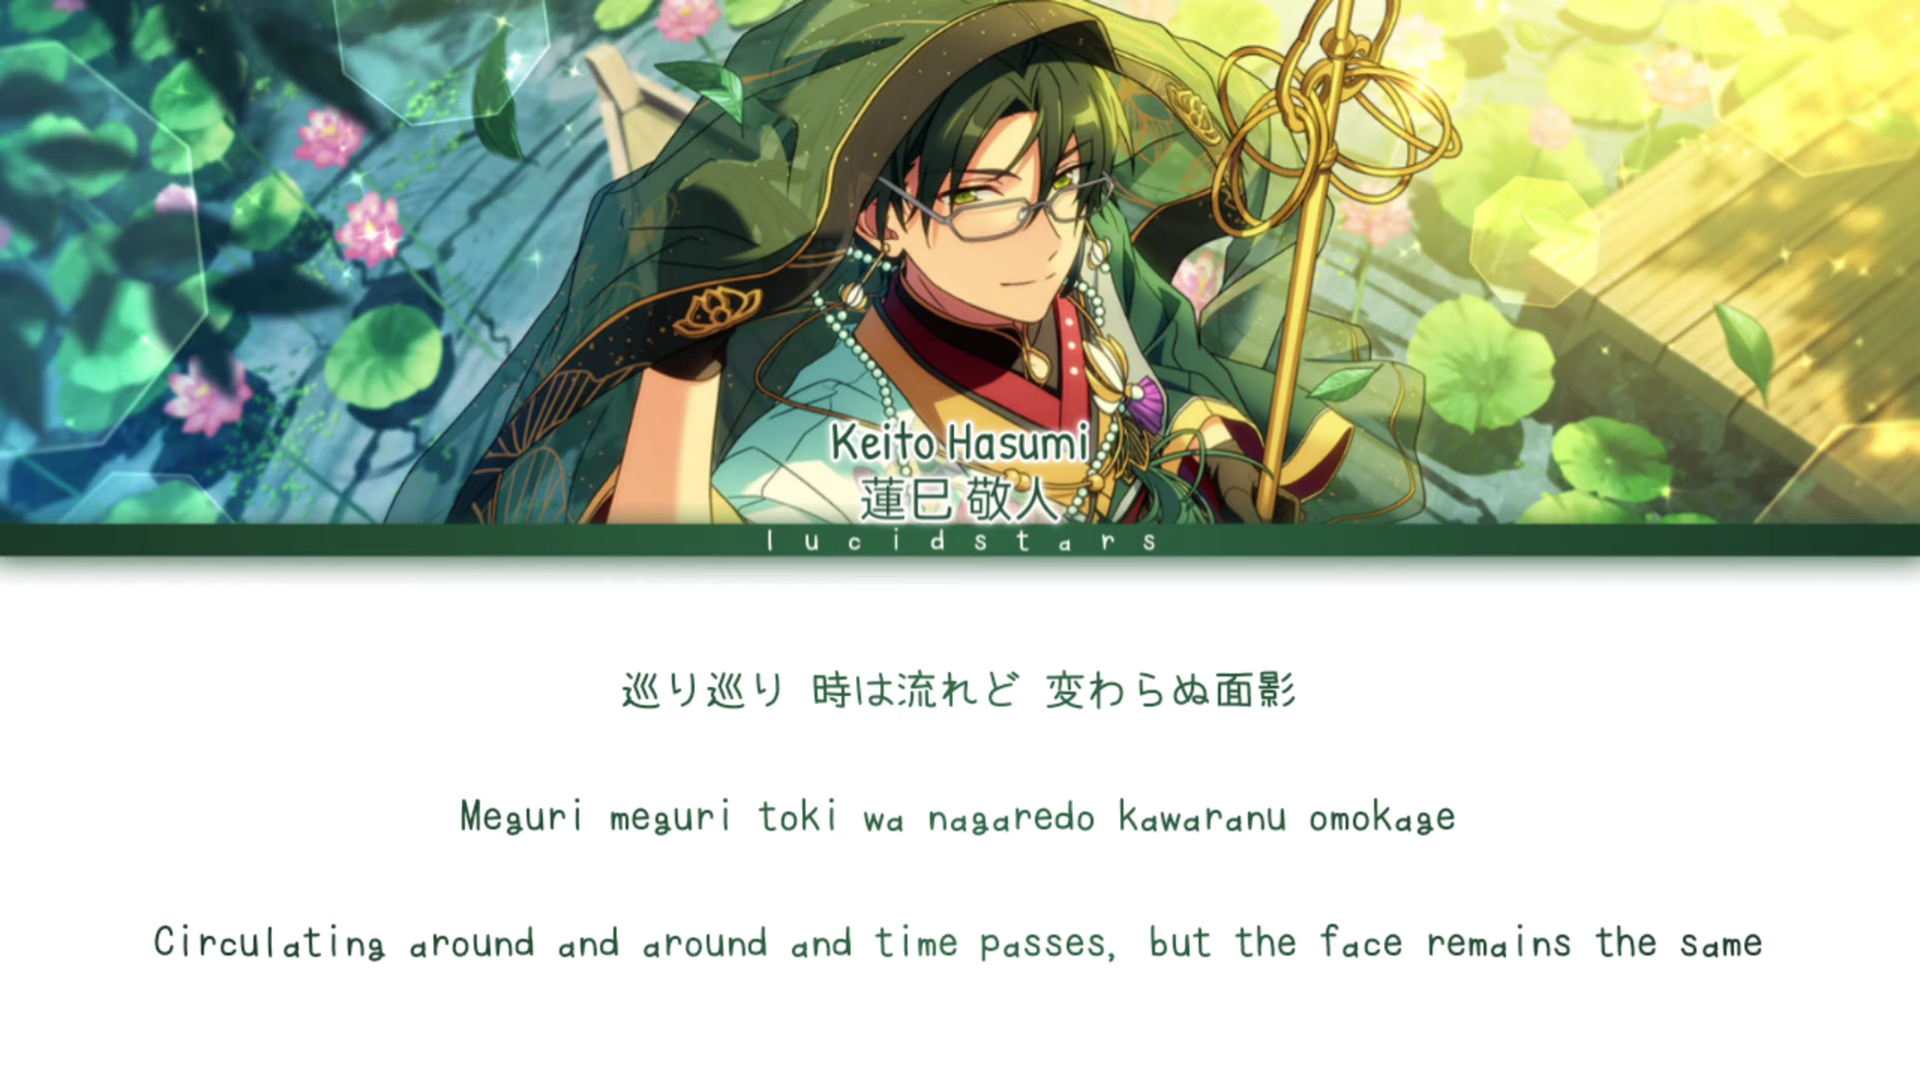 Keito Hasumi
蓮巳 敬人
lucidstars
巡り巡り 時は流れど 変わらぬ面影
Meguri meguri toki wa nagaredo kawaranu omokage
Circulating around and around and time passes, but the face remains the same